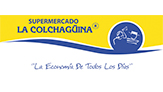 SUPERMERCADO
LA COLCHAGÜINA®
"La Economía De Todos Los Días"